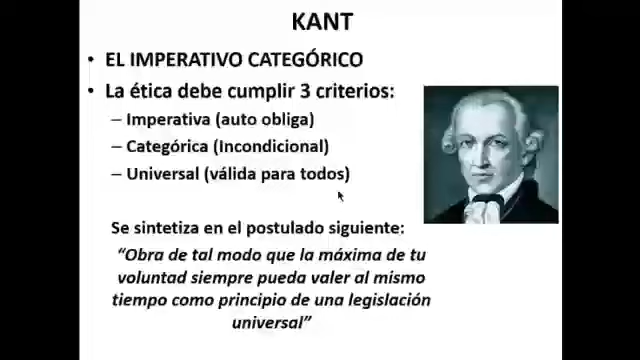 KANT
• EL IMPERATIVO CATEGÓRICO
• La ética debe cumplir 3 criterios:
– Imperativa (auto obliga)
– Categórica (Incondicional)
– Universal (válida para todos)
Se sintetiza en el postulado siguiente:
“Obra de tal modo que la máxima de tu
voluntad siempre pueda valer al mismo
tiempo como principio de una legislación
universal”